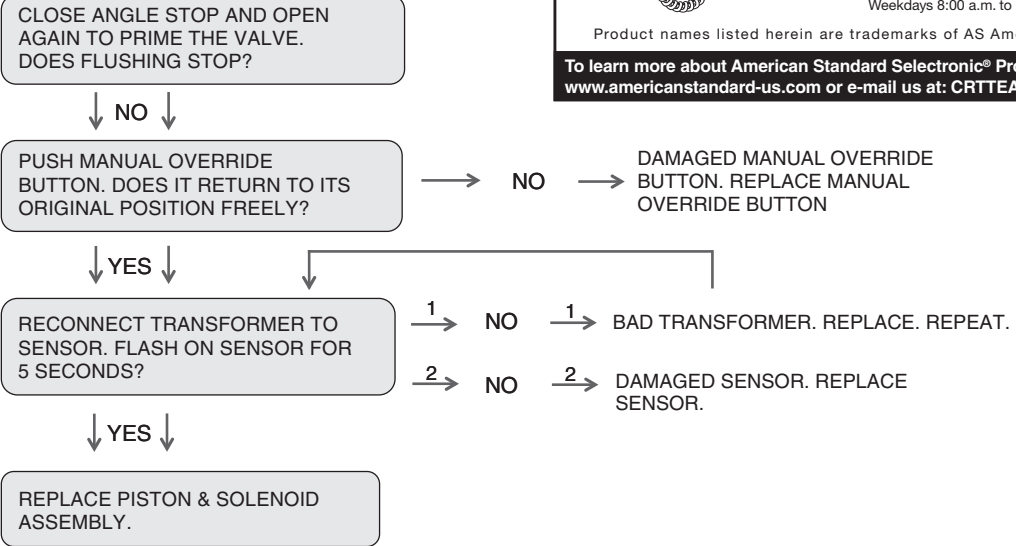 CLOSE ANGLE STOP AND OPEN
AGAIN TO PRIME THE VALVE.
DOES FLUSHING STOP?
Weekdays 8:00 a.m. to
Product names listed herein are trademarks of AS
To learn more about American Standard Selectronic®
www.americanstandard-us.com or e-mail us at:
NO
PUSH MANUAL OVERRIDE
BUTTON. DOES IT RETURN TO ITS
ORIGINAL POSITION FREELY?
NO
DAMAGED MANUAL OVERRIDE
BUTTON. REPLACE MANUAL
OVERRIDE BUTTON
YES
RECONNECT TRANSFORMER TO
SENSOR. FLASH ON SENSOR FOR
5 SECONDS?
1 NO 1 BAD TRANSFORMER. REPLACE. REPEAT.
2 NO 2 DAMAGED SENSOR. REPLACE
SENSOR.
YES
REPLACE PISTON & SOLENOID
ASSEMBLY.